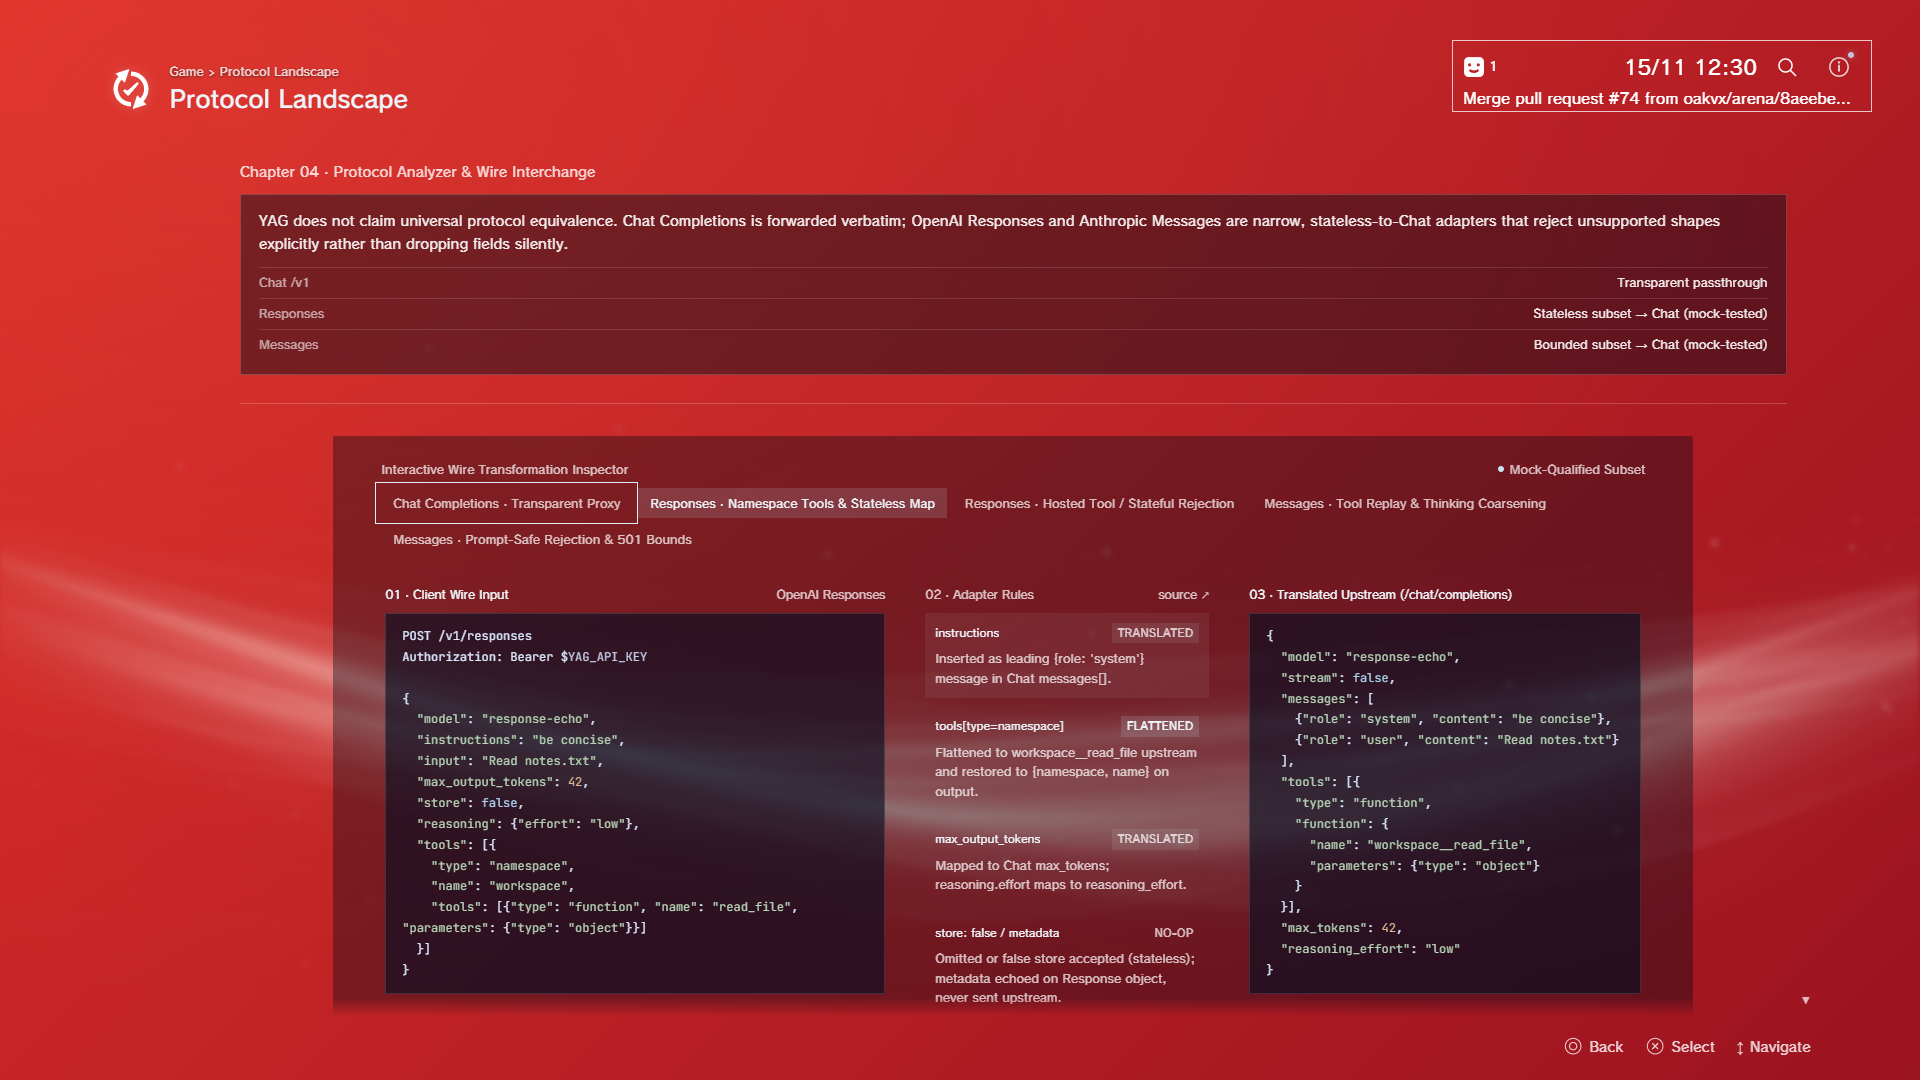 Game > Protocol Landscape
Protocol Landscape
1
15/11 12:30
Merge pull request #74 from oakvx/arena/8aeebe...
Chapter 04 · Protocol Analyzer & Wire Interchange
YAG does not claim universal protocol equivalence. Chat Completions is forwarded verbatim; OpenAI Responses and Anthropic Messages are narrow, stateless-to-Chat adapters that reject unsupported shapes
explicitly rather than dropping fields silently.
Chat /v1
Transparent passthrough
Responses
Stateless subset → Chat (mock-tested)
Messages
Bounded subset → Chat (mock-tested)
Interactive Wire Transformation Inspector
• Mock-Qualified Subset
Chat Completions · Transparent Proxy
Responses · Namespace Tools & Stateless Map
Responses · Hosted Tool / Stateful Rejection
Messages · Tool Replay & Thinking Coarsening
Messages · Prompt-Safe Rejection & 501 Bounds
01 · Client Wire Input
OpenAI Responses
POST /v1/responses
Authorization: Bearer $YAG_API_KEY
{
"model": "response-echo",
"instructions": "be concise",
"input": "Read notes.txt",
"max_output_tokens": 42,
"store": false,
"reasoning": {"effort": "low"},
"tools": [{
"type": "namespace",
"name": "workspace",
"tools": [{"type": "function", "name": "read_file",
"parameters": {"type": "object"}}]
}]
}
02 · Adapter Rules
source ↗
instructions
TRANSLATED
Inserted as leading {role: 'system'}
message in Chat messages[].
tools[type=namespace]
FLATTENED
Flattened to workspace__read_file upstream
and restored to {namespace, name} on
output.
max_output_tokens
TRANSLATED
Mapped to Chat max_tokens;
reasoning.effort maps to reasoning_effort.
store: false / metadata
NO-OP
Omitted or false store accepted (stateless);
metadata echoed on Response object,
never sent upstream.
03 · Translated Upstream (/chat/completions)
{
"model": "response-echo",
"stream": false,
"messages": [
{"role": "system", "content": "be concise"},
{"role": "user", "content": "Read notes.txt"}
],
"tools": [{
"type": "function",
"function": {
"name": "workspace__read_file",
"parameters": {"type": "object"}
}
}],
"max_tokens": 42,
"reasoning_effort": "low"
}
▼
Back
Select
↕ Navigate